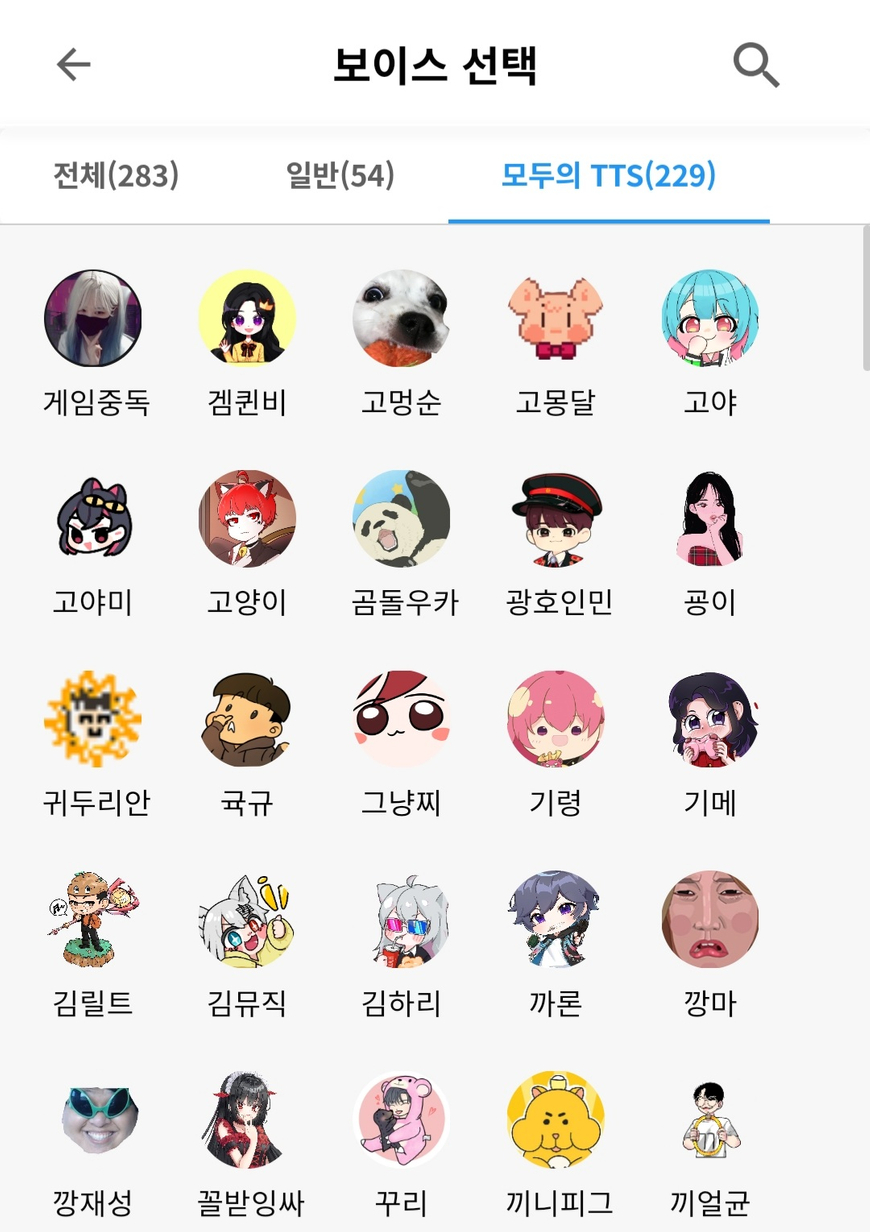 보이스 선택
전체(283) 일반(54) 모두의 TTS(229)
게임중독 겜퀸비 고멍순 고몽달 고야
고야미 고양이 곰돌우카 광호인민 굥이
귀두리안 귝규 그냥찌 기령 기메
김릴트 김뮤직 김하리 까론 깡마
깡재성 꼴받잉싸 꾸리 끼니피그 끼얼균